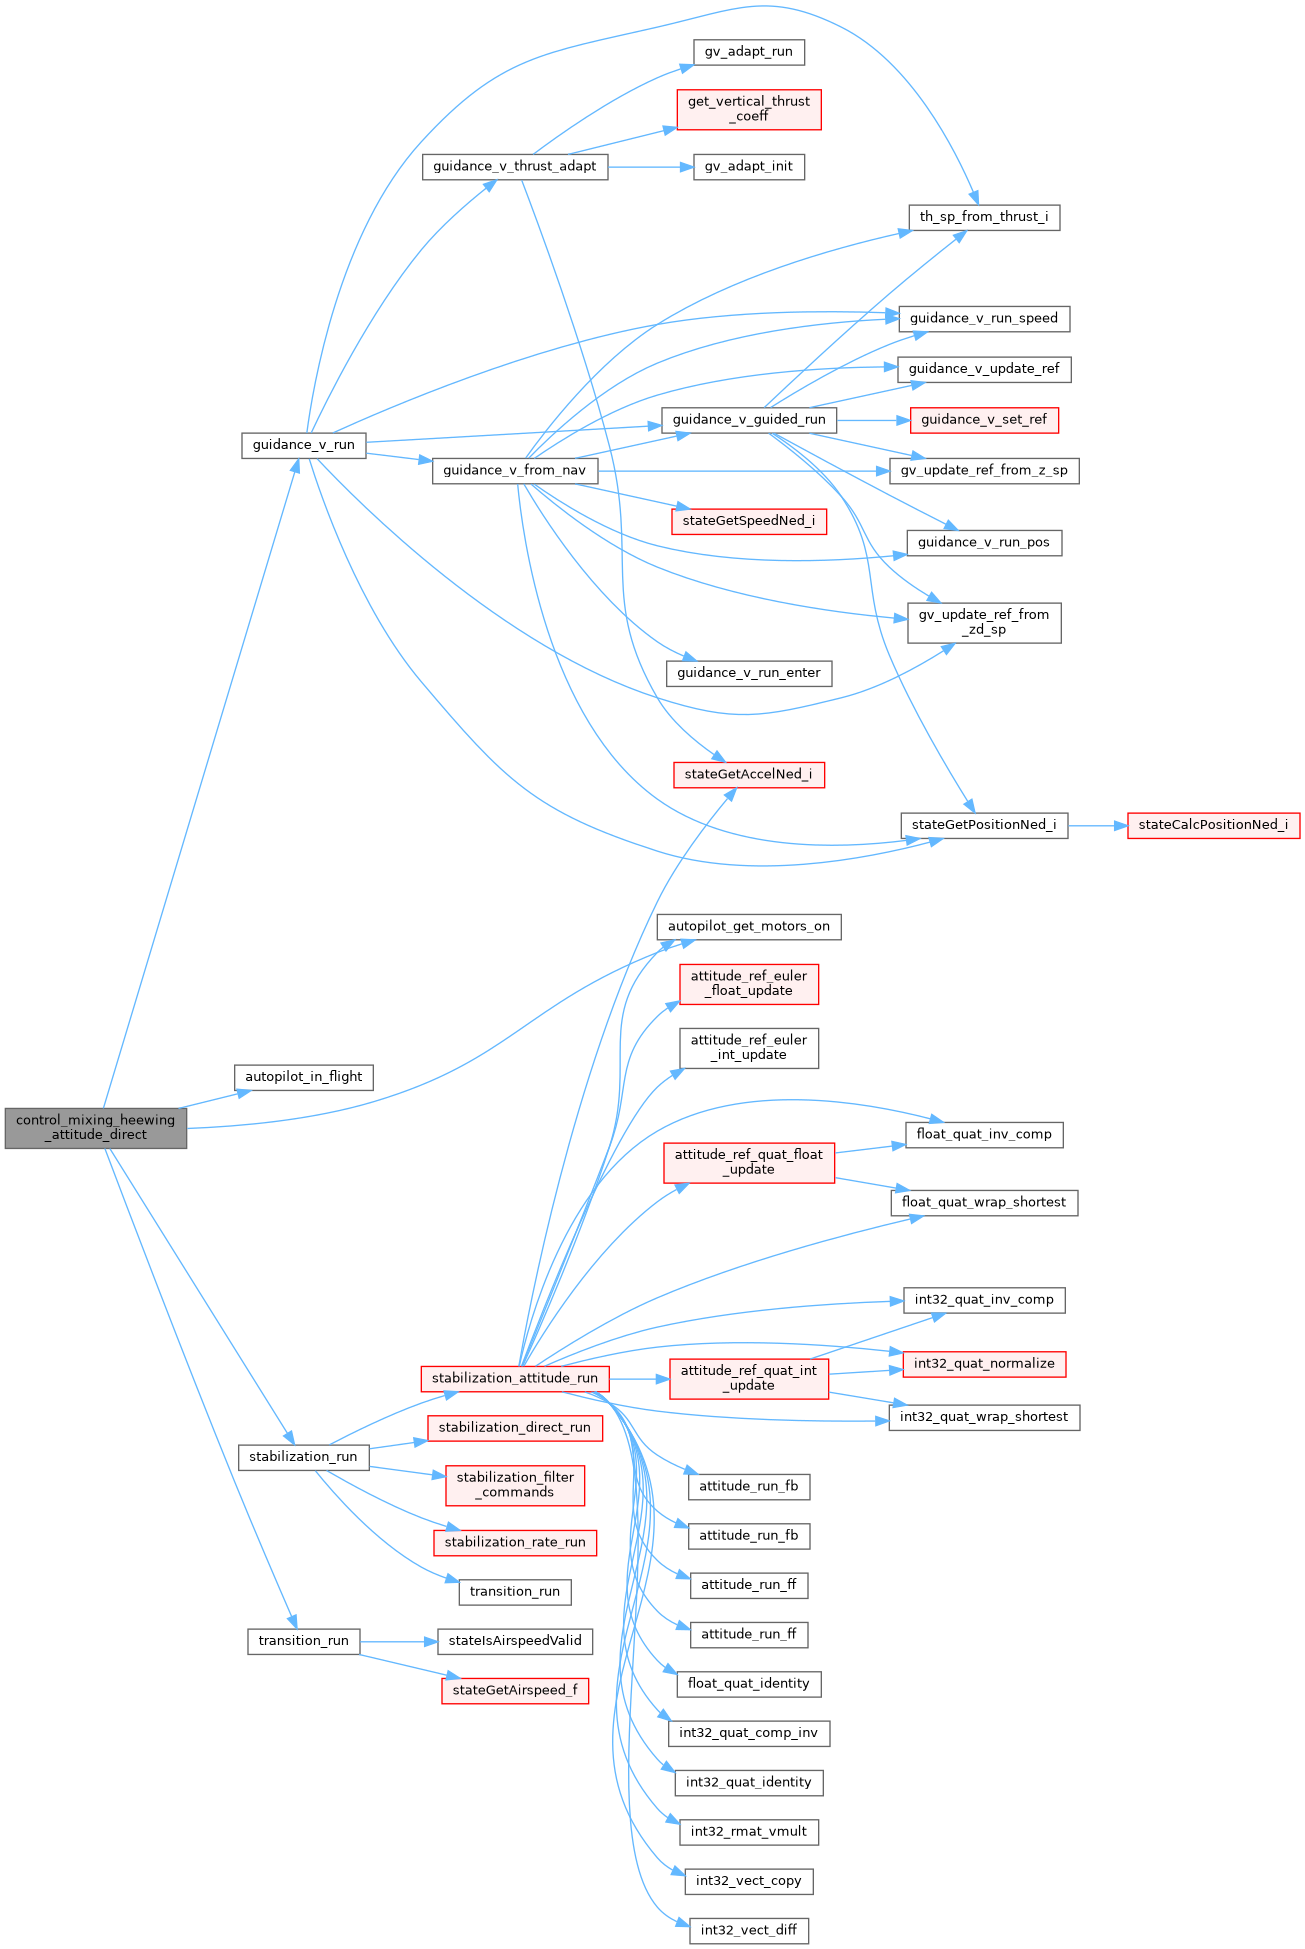 gv_adapt_run
get_vertical_thrust
_coeff
guidance_v_thrust_adapt
gv_adapt_init
th_sp_from_thrust_i
guidance_v_run_speed
guidance_v_update_ref
guidance_v_guided_run
guidance_v_set_ref
guidance_v_run
guidance_v_from_nav
gv_update_ref_from_z_sp
stateGetSpeedNed_i
guidance_v_run_pos
gv_update_ref_from
_zd_sp
guidance_v_run_enter
stateGetAccelNed_i
stateGetPositionNed_i
stateCalcPositionNed_i
autopilot_get_motors_on
attitude_ref_euler
_float_update
attitude_ref_euler
_int_update
autopilot_in_flight
control_mixing_heewing
_attitude_direct
float_quat_inv_comp
attitude_ref_quat_float
_update
float_quat_wrap_shortest
int32_quat_inv_comp
int32_quat_normalize
stabilization_attitude_run
attitude_ref_quat_int
_update
int32_quat_wrap_shortest
stabilization_direct_run
stabilization_run
stabilization_filter
_commands
attitude_run_fb
stabilization_rate_run
attitude_run_fb
transition_run
attitude_run_ff
transition_run
stateIsAirspeedValid
attitude_run_ff
stateGetAirspeed_f
float_quat_identity
int32_quat_comp_inv
int32_quat_identity
int32_rmat_vmult
int32_vect_copy
int32_vect_diff